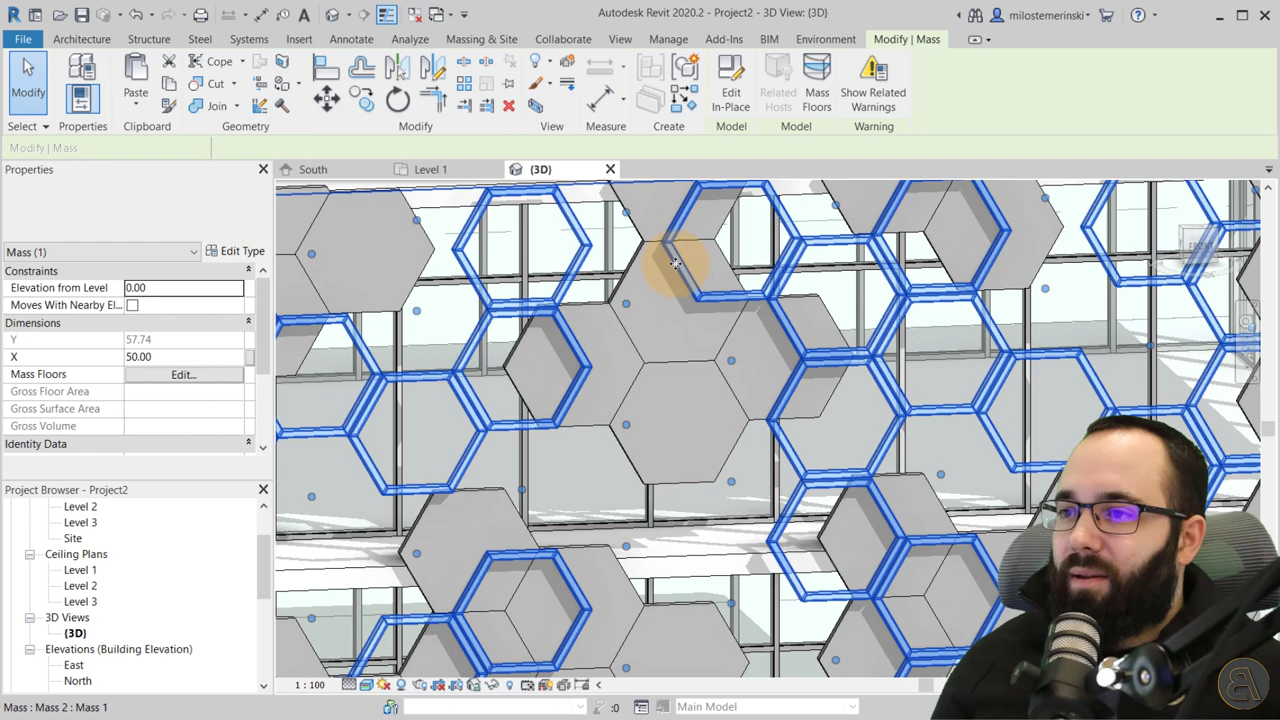 Autodesk Revit 2020.2 - Project2 - 3D View: {3D}
milostemerinski
File Architecture Structure Steel Systems Insert Annotate Analyze Massing & Site Collaborate View Manage Add-Ins BIM Environment Modify | Mass
Modify
Paste
Cope
Cut
Join
Edit
In-Place
Related
Hosts
Mass
Floors
Show Related
Warnings
Select Properties Clipboard Geometry Modify View Measure Create Model Model Warning
Modify | Mass
Properties
South
Level 1
{3D}
Mass (1)
Edit Type
Constraints
Elevation from Level 0.00
Moves With Nearby El...
Dimensions
Y 57.74
X 50.00
Mass Floors Edit...
Gross Floor Area
Gross Surface Area
Gross Volume
Identity Data
Project Browser - Project2
Level 2
Level 3
Site
Ceiling Plans
Level 1
Level 2
Level 3
3D Views
{3D}
Elevations (Building Elevation)
East
North
FRONT
1 : 100
Mass : Mass 2 : Mass 1
:0
Main Model